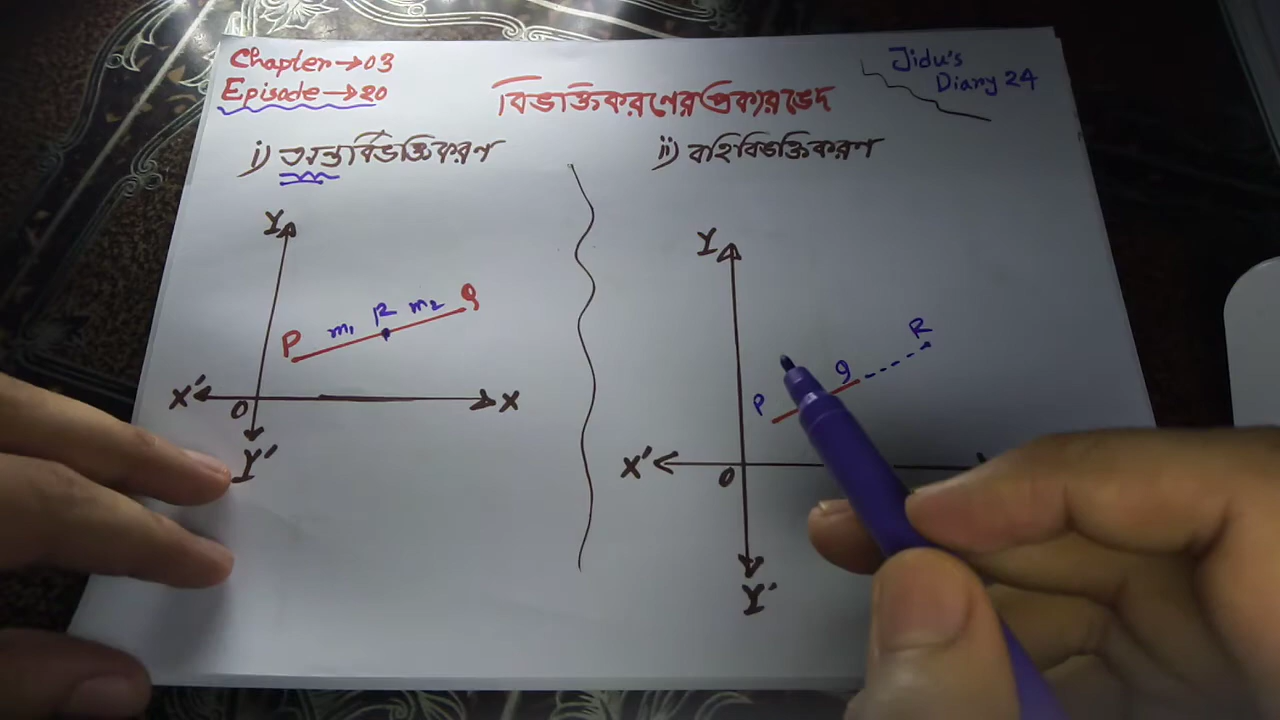 Chapter→03
Episode→20
Jidu's
Diary 24
বিভক্তিকরণের প্রকারভেদ
i) অন্তর্বিভক্তিকরণ
ii) বহির্বিভক্তিকরণ
Y
P m₁ R m₂ Q
X' O X
Y'
Y
P Q R
X' O
Y'